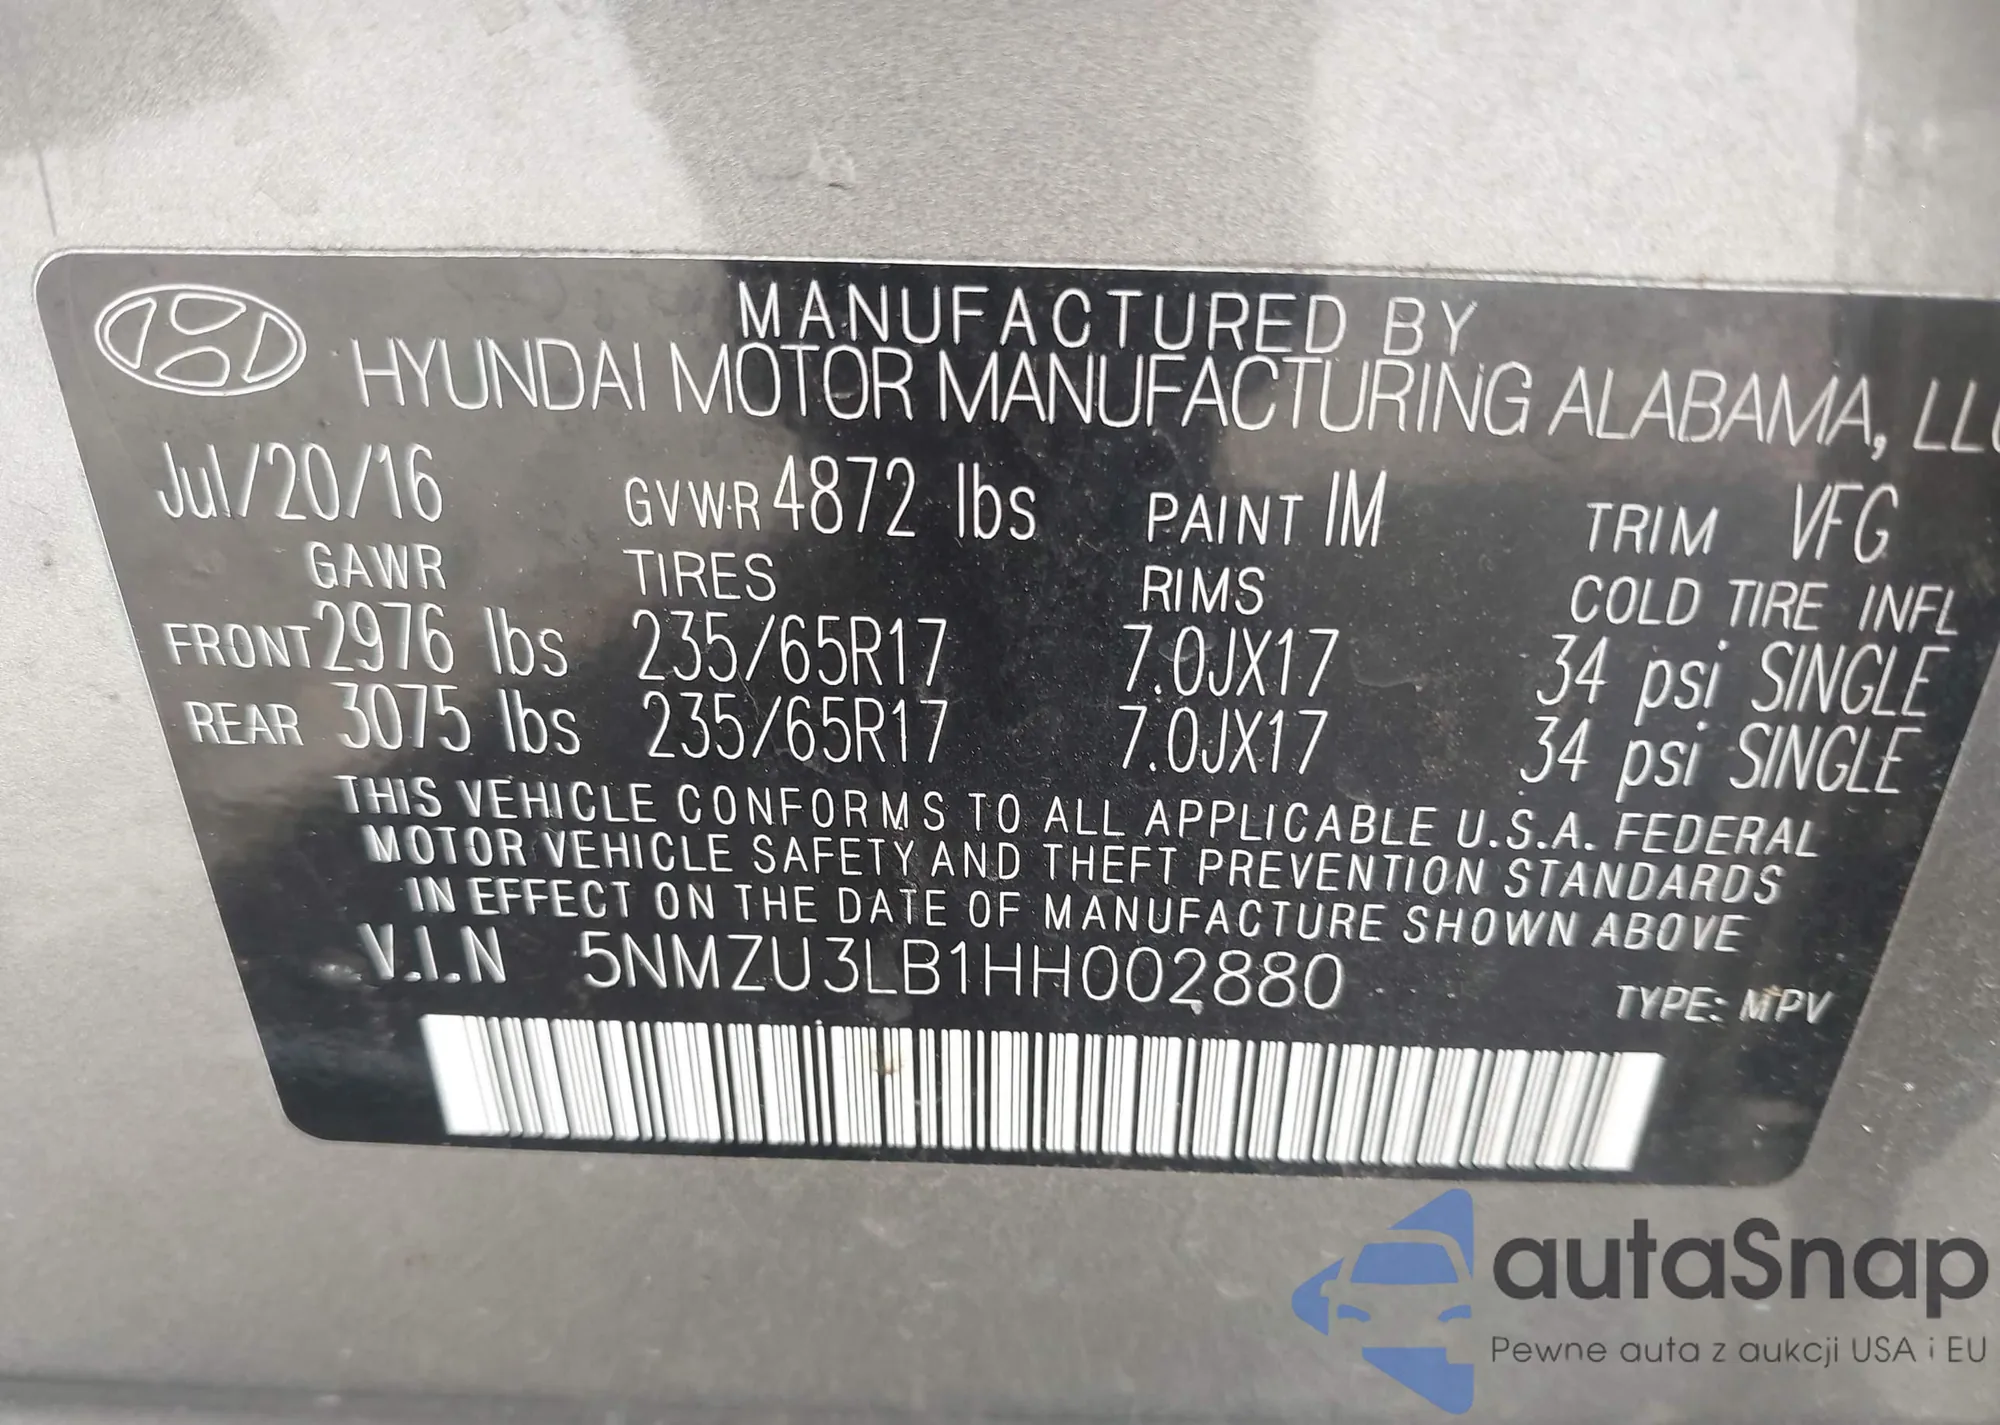 MANUFACTURED BY
HYUNDAI MOTOR MANUFACTURING ALABAMA, LLC
Jul/20/16 GVWR 4872 lbs PAINT IM TRIM VFG
GAWR TIRES RIMS COLD TIRE INFL
FRONT 2976 lbs 235/65R17 7.0JX17 34 psi SINGLE
REAR 3075 lbs 235/65R17 7.0JX17 34 psi SINGLE
THIS VEHICLE CONFORMS TO ALL APPLICABLE U.S.A. FEDERAL
MOTOR VEHICLE SAFETY AND THEFT PREVENTION STANDARDS
IN EFFECT ON THE DATE OF MANUFACTURE SHOWN ABOVE
V.I.N 5NMZU3LB1HH002880 TYPE: MPV
autaSnap
Pewne auta z aukcji USA i EU